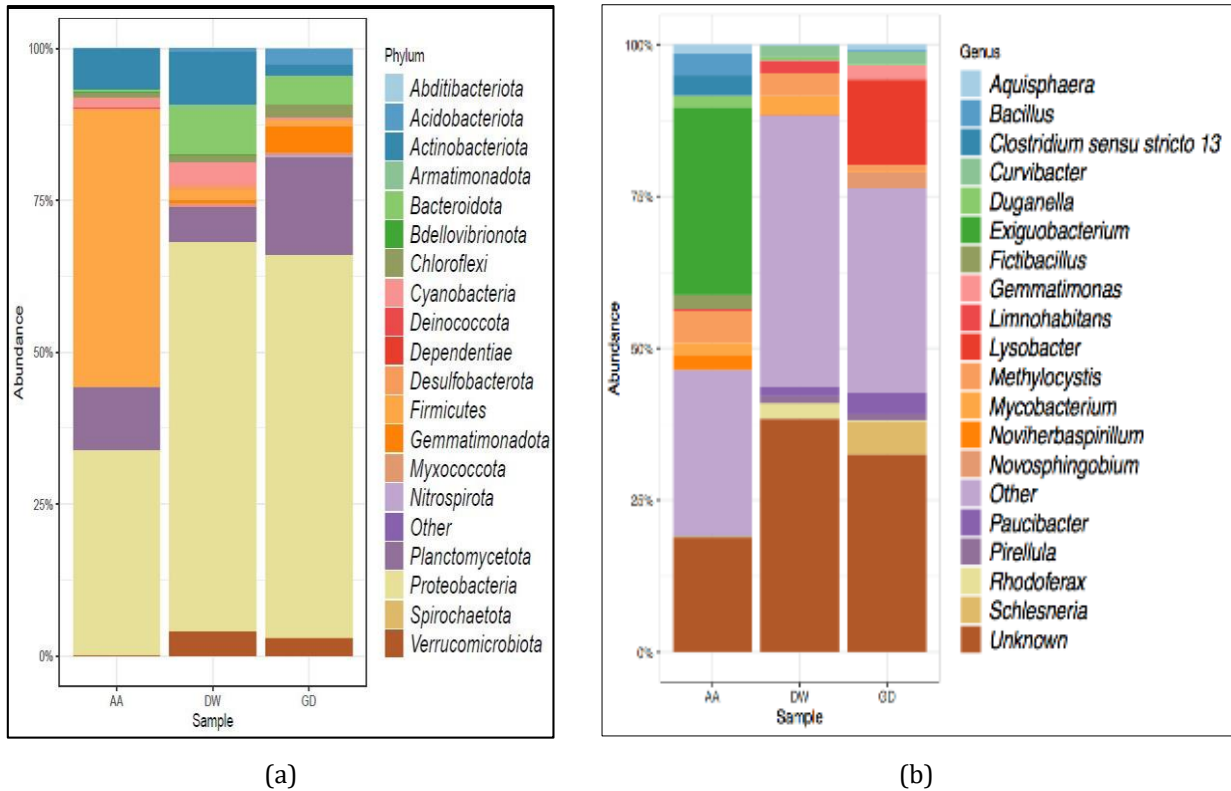 Phylum
Abditibacteriota
Acidobacteriota
Actinobacteriota
Armatimonadota
Bacteroidota
Bdellovibrionota
Chloroflexi
Cyanobacteria
Deinococcota
Dependentiae
Desulfobacterota
Firmicutes
Gemmatimonadota
Myxococcota
Nitrospirota
Other
Planctomycetota
Proteobacteria
Spirochaetota
Verrucomicrobiota
Abundance
100%
75%
50%
25%
0%
AA DW GD
Sample
(a)
Genus
Aquisphaera
Bacillus
Clostridium sensu stricto 13
Curvibacter
Duganella
Exiguobacterium
Fictibacillus
Gemmatimonas
Limnohabitans
Lysobacter
Methylocystis
Mycobacterium
Noviherbaspirillum
Novosphingobium
Other
Paucibacter
Pirellula
Rhodoferax
Schlesneria
Unknown
Abundance
100%
75%
50%
25%
0%
AA DW GD
Sample
(b)